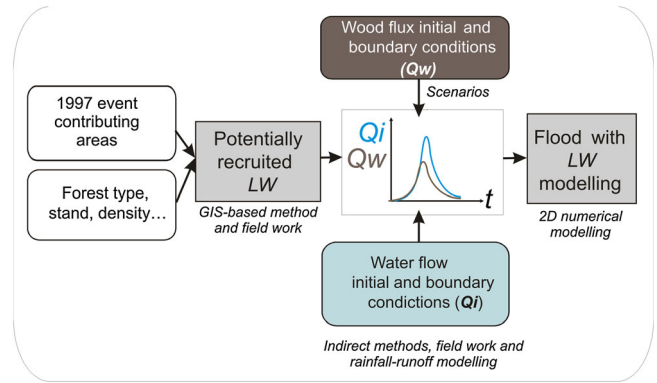 Wood flux initial and
boundary conditions
(Qw)
Scenarios
1997 event
contributing
areas
Forest type,
stand, density...
Potentially
recruited
LW
GIS-based method
and field work
Qi
Qw
t
Flood with
LW
modelling
2D numerical
modelling
Water flow
initial and boundary
condictions (Qi)
Indirect methods, field work and
rainfall-runoff modelling